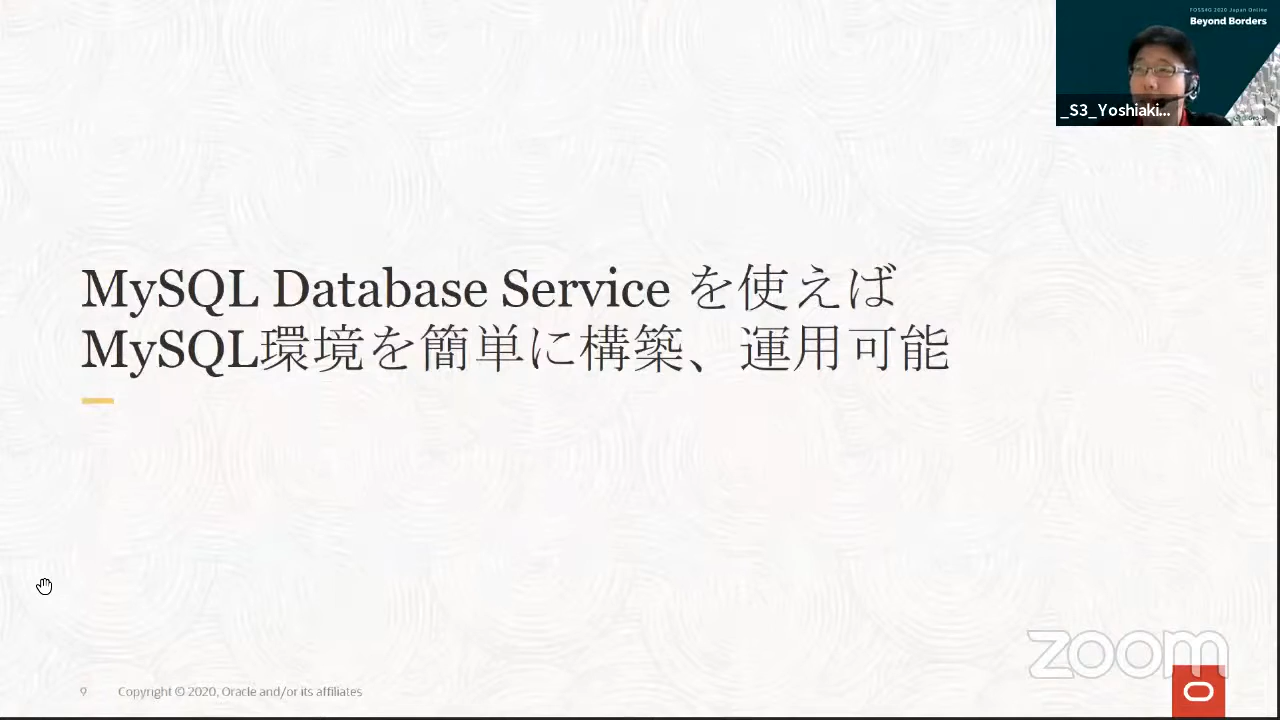 FOSS4G 2020 Japan Online
Beyond Borders
_S3_Yoshiaki...
MySQL Database Service を使えば
MySQL環境を簡単に構築、運用可能
zoom
9 Copyright © 2020, Oracle and/or its affiliates